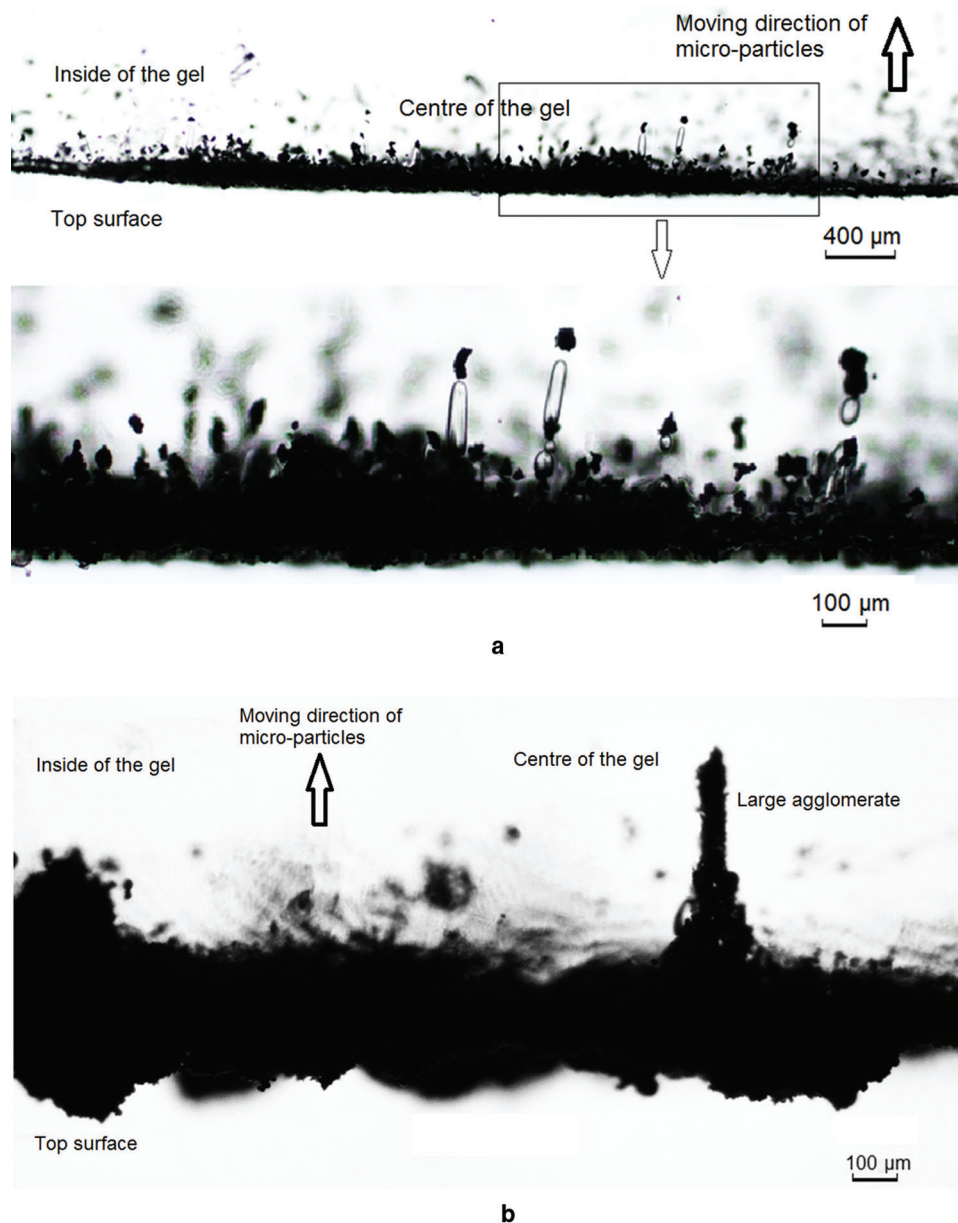 Moving direction of
micro-particles
Inside of the gel
Centre of the gel
Top surface
400 µm
100 µm
a
Moving direction of
micro-particles
Inside of the gel
Centre of the gel
Large agglomerate
Top surface
100 µm
b